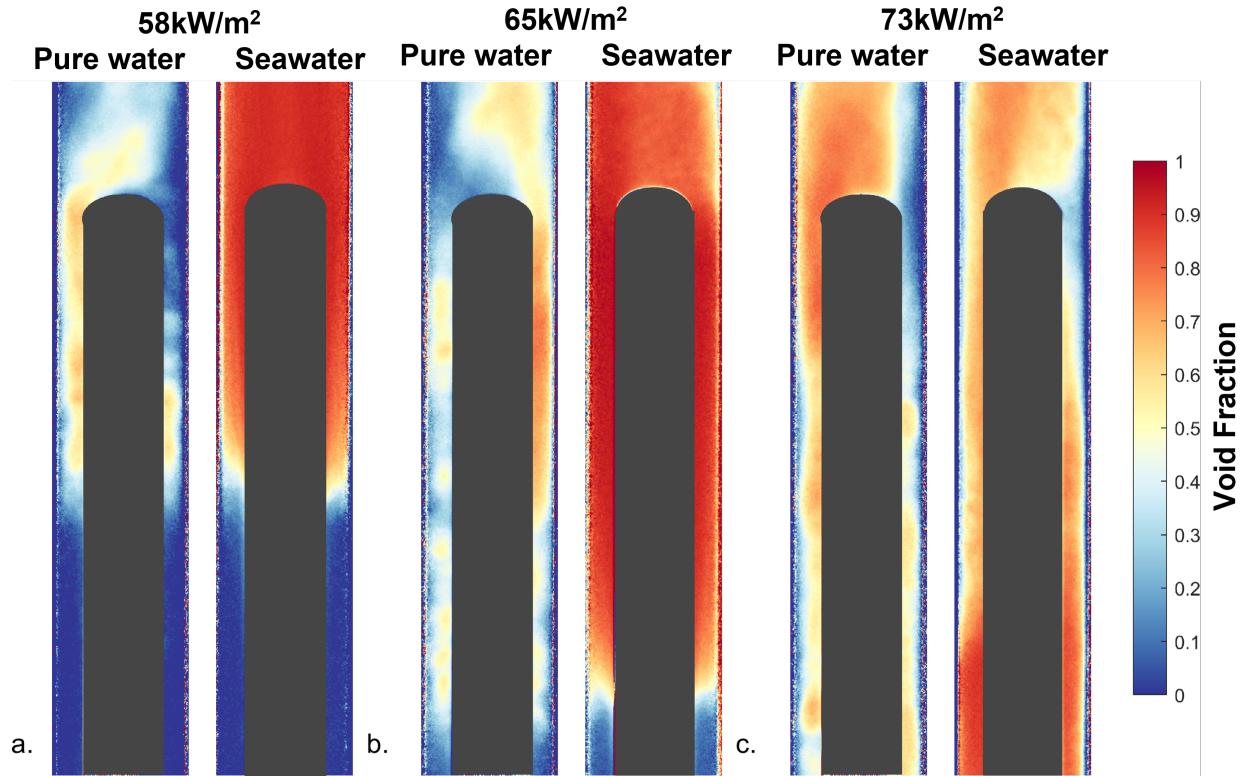 58kW/m² 65kW/m² 73kW/m²
Pure water Seawater Pure water Seawater Pure water Seawater
1
0.9
0.8
0.7
0.6
0.5
0.4
0.3
0.2
0.1
0
Void Fraction
a. b. c.